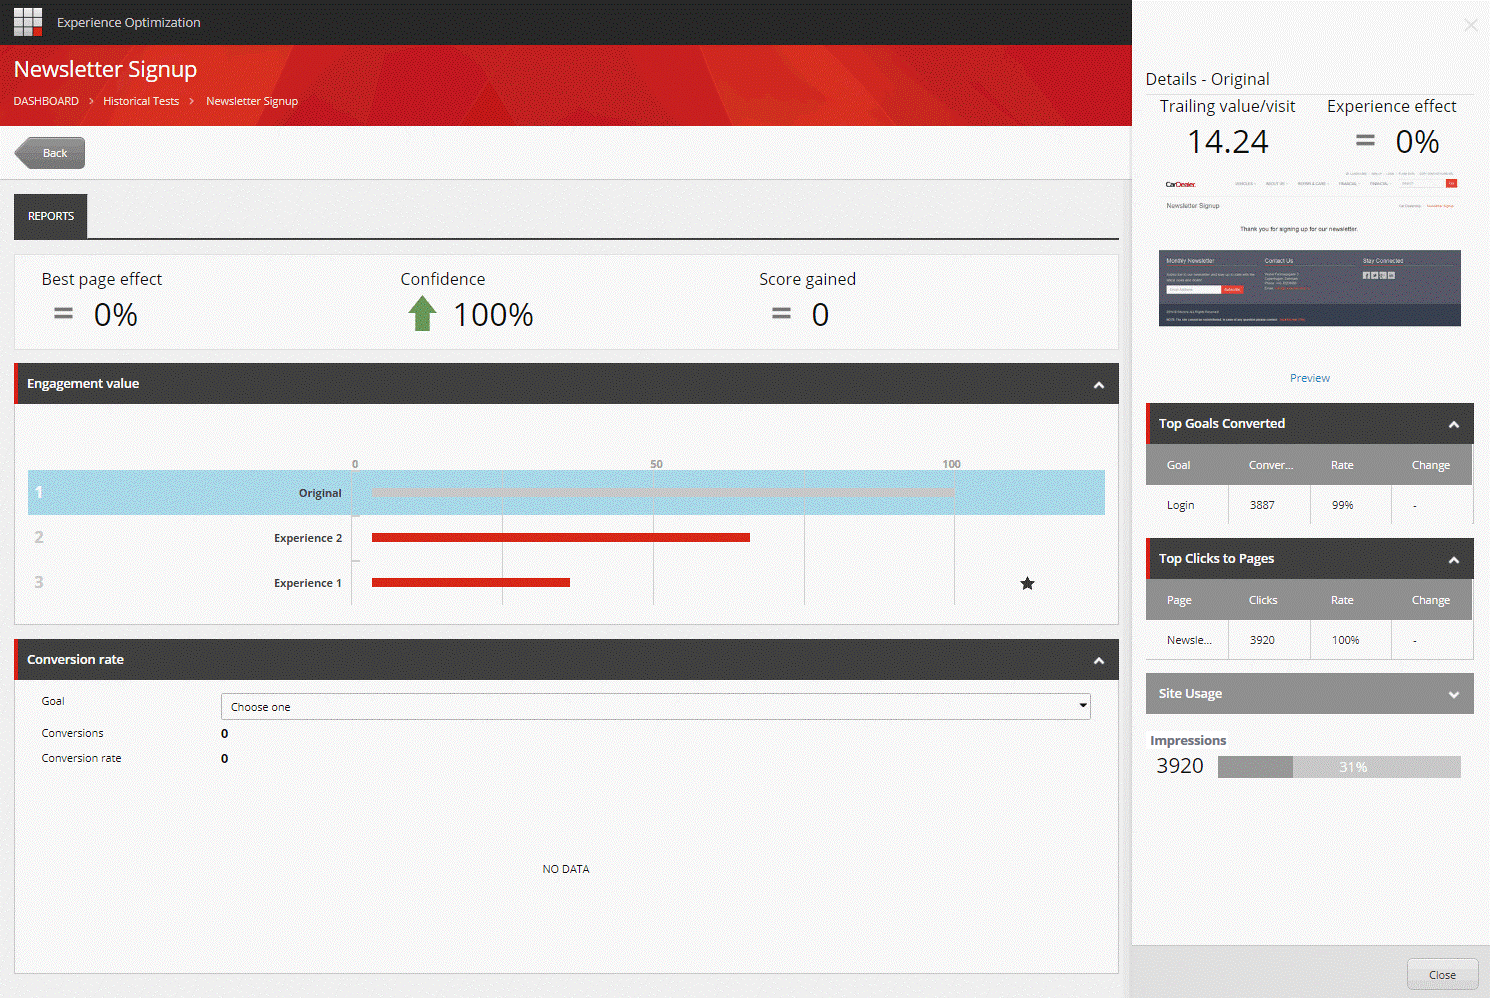 Experience Optimization
Newsletter Signup
DASHBOARD > Historical Tests > Newsletter Signup
Back
REPORTS
Best page effect
= 0%
Confidence
100%
Score gained
= 0
Engagement value
0 50 100
1 Original
2 Experience 2
3 Experience 1
Conversion rate
Goal Choose one
Conversions 0
Conversion rate 0
NO DATA
Details - Original
Trailing value/visit Experience effect
14.24 = 0%
CarDealer.
Newsletter Signup
Thank you for signing up for our newsletter.
Monthly Newsletter Contact Us Stay Connected
Preview
Top Goals Converted
Goal Conver... Rate Change
Login 3887 99% -
Top Clicks to Pages
Page Clicks Rate Change
Newsle... 3920 100% -
Site Usage
Impressions
3920 31%
Close